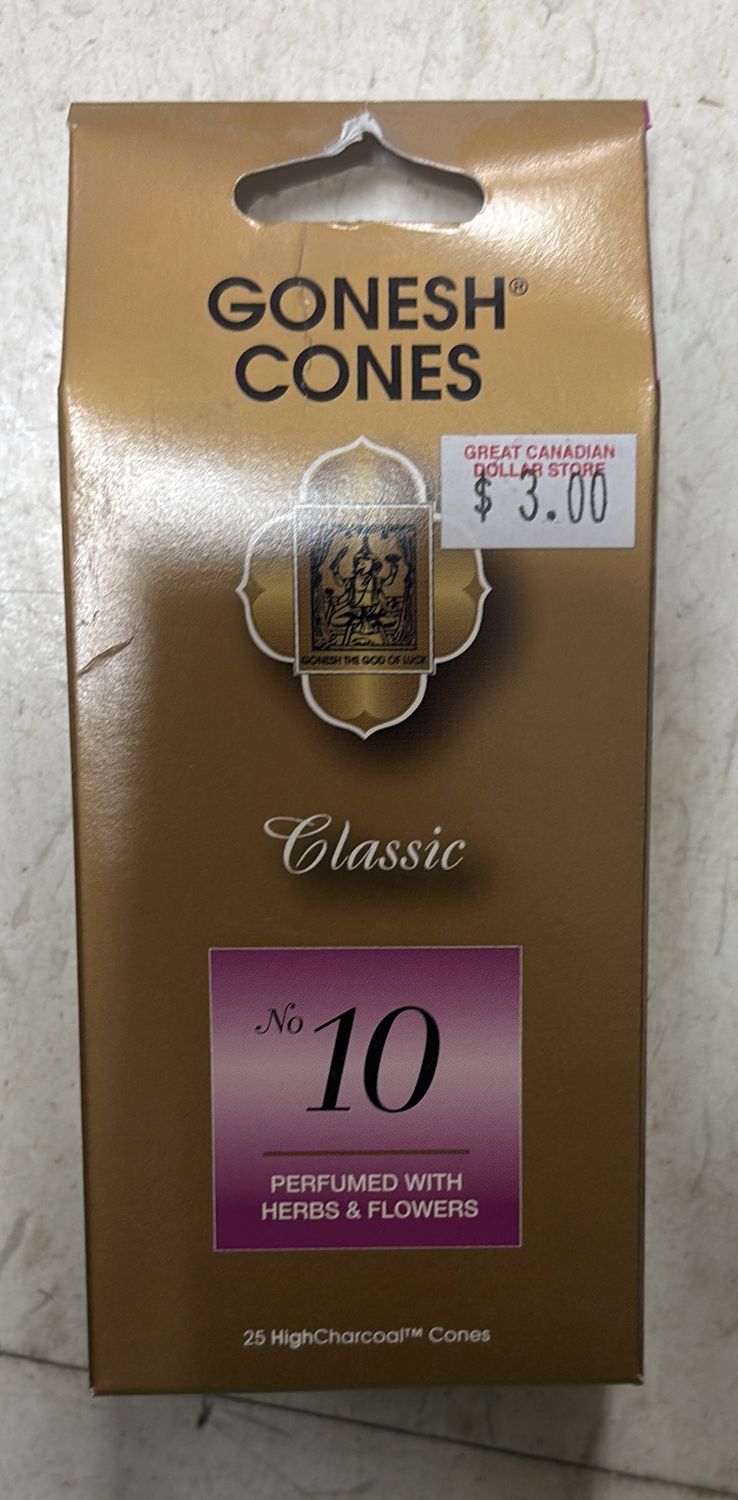 GONESH®
CONES
GREAT CANADIAN
DOLLAR STORE
$ 3.00
GONESH THE GOD OF LUCK
Classic
No 10
PERFUMED WITH
HERBS & FLOWERS
25 HighCharcoal™ Cones